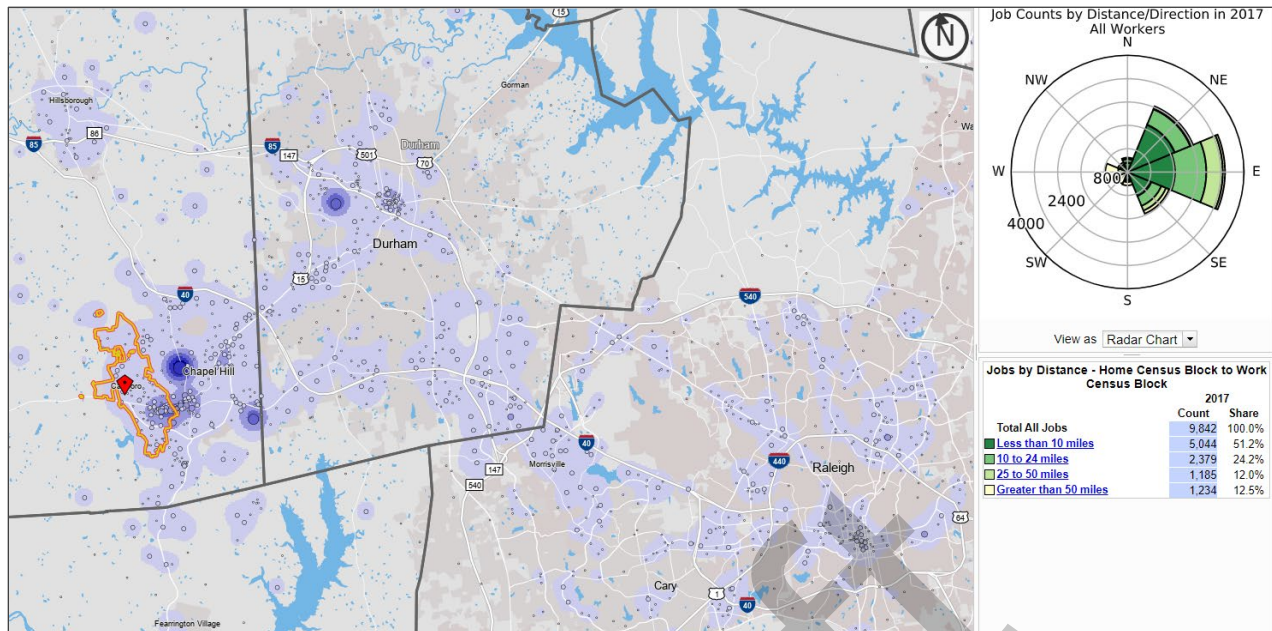 15
N
Gorman
Hillsborough
86
85
85
147
501
Durham
70
Durham
15
40
540
Chapel Hill
40
440
Morrisville
147
540
Raleigh
64
Cary
1
40
Fearrington Village
Job Counts by Distance/Direction in 2017
All Workers
N
NW
NE
W
E
800
2400
4000
SW
SE
S
View as Radar Chart
Jobs by Distance - Home Census Block to Work
Census Block
2017
Count Share
Total All Jobs 9,842 100.0%
Less than 10 miles 5,044 51.2%
10 to 24 miles 2,379 24.2%
25 to 50 miles 1,185 12.0%
Greater than 50 miles 1,234 12.5%